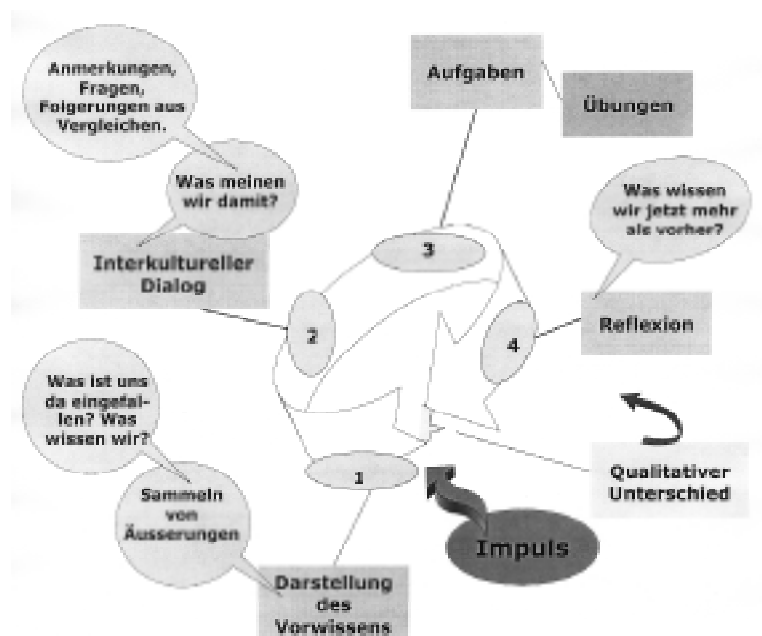 Anmerkungen,
Fragen,
Folgerungen aus
Vergleichen.
Was meinen
wir damit?
Interkultureller
Dialog
Aufgaben
Übungen
Was wissen
wir jetzt mehr
als vorher?
Reflexion
3
2
4
1
Was ist uns
da eingefal-
len? Was
wissen wir?
Sammeln
von
Äusserungen
Darstellung
des
Vorwissens
Impuls
Qualitativer
Unterschied